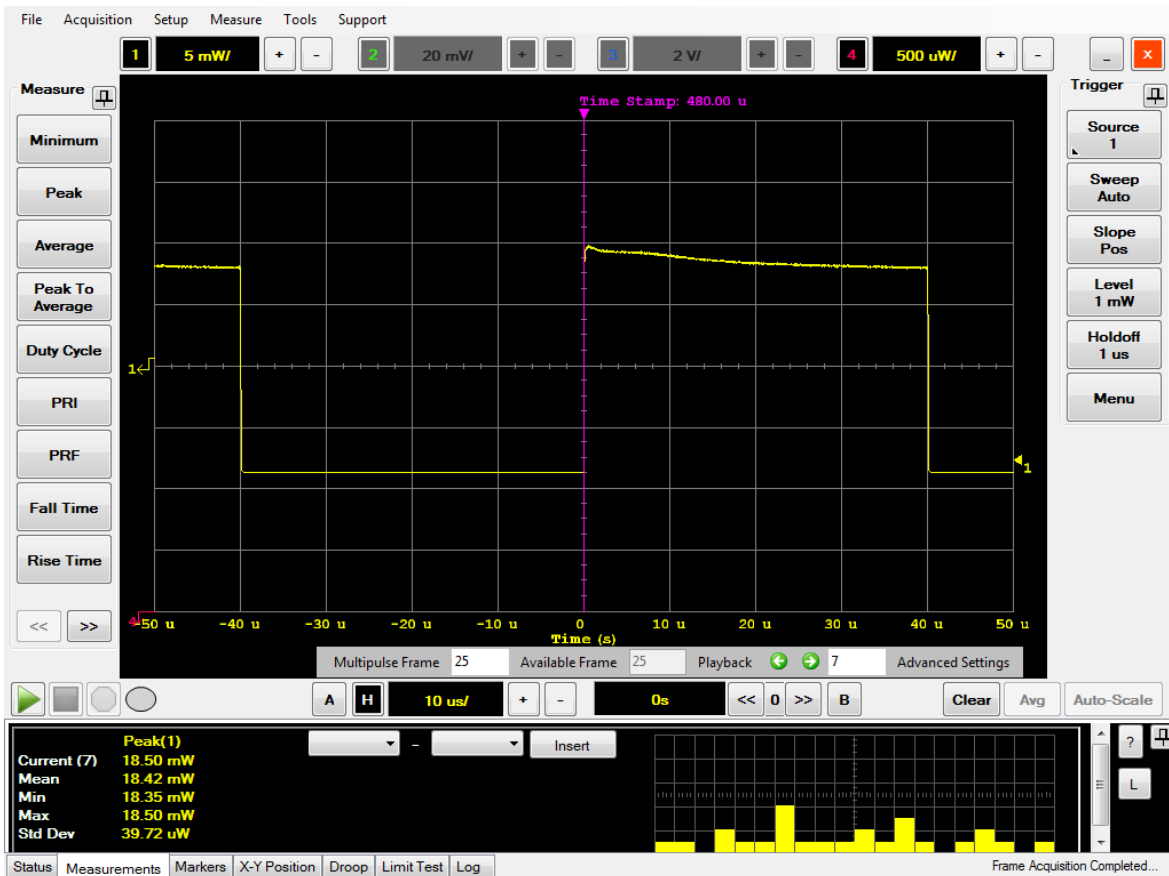 File Acquisition Setup Measure Tools Support
1 5 mW/ + - 2 20 mV/ + - 3 2 V/ + - 4 500 uW/ + - _ X
Measure
Minimum
Peak
Average
Peak To
Average
Duty Cycle
PRI
PRF
Fall Time
Rise Time
<< >>
Time Stamp: 480.00 u
1
1
4
-50 u -40 u -30 u -20 u -10 u 0 10 u 20 u 30 u 40 u 50 u
Time (s)
Trigger
Source
1
Sweep
Auto
Slope
Pos
Level
1 mW
Holdoff
1 us
Menu
Multipulse Frame 25 Available Frame 25 Playback 7 Advanced Settings
A H 10 us/ + - 0s << 0 >> B Clear Avg Auto-Scale
Peak(1)
Current (7) 18.50 mW
Mean 18.42 mW
Min 18.35 mW
Max 18.50 mW
Std Dev 39.72 uW
- Insert
?
L
Status Measurements Markers X-Y Position Droop Limit Test Log Frame Acquisition Completed...